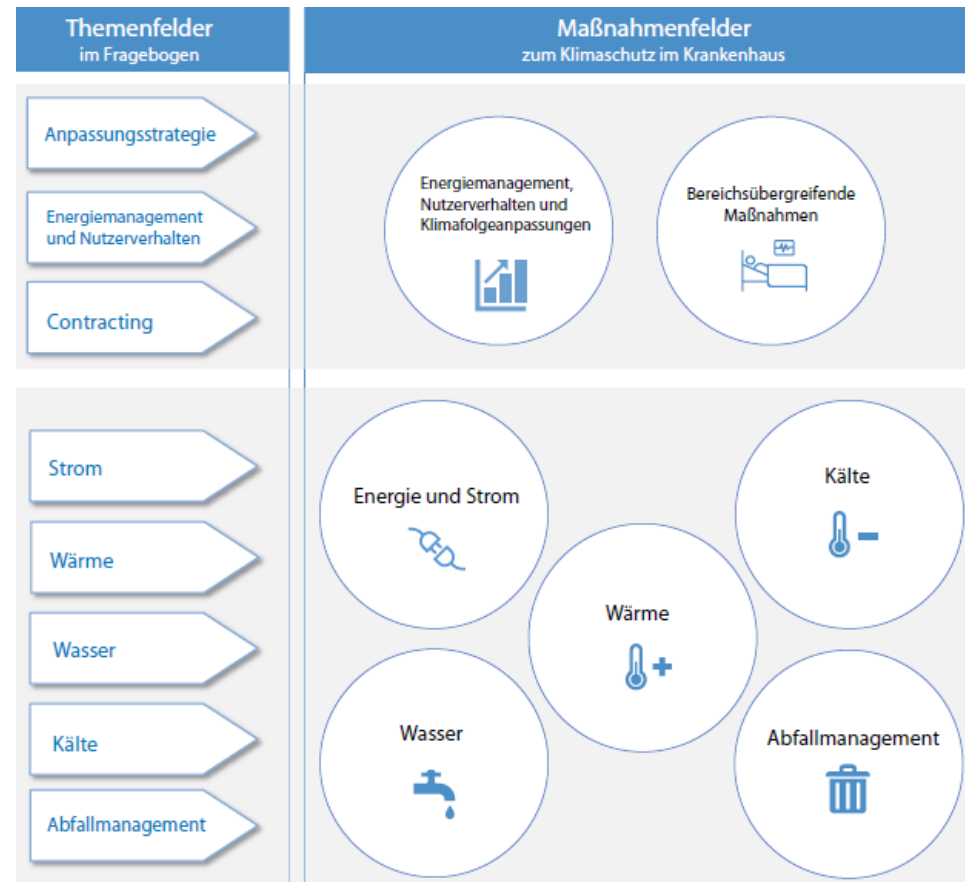 Themenfelder
im Fragebogen
Maßnahmenfelder
zum Klimaschutz im Krankenhaus
Anpassungsstrategie
Energiemanagement
und Nutzerverhalten
Contracting
Energiemanagement,
Nutzerverhalten und
Klimafolgeanpassungen
Bereichsübergreifende
Maßnahmen
Strom
Wärme
Wasser
Kälte
Abfallmanagement
Energie und Strom
Kälte
Wärme
Wasser
Abfallmanagement